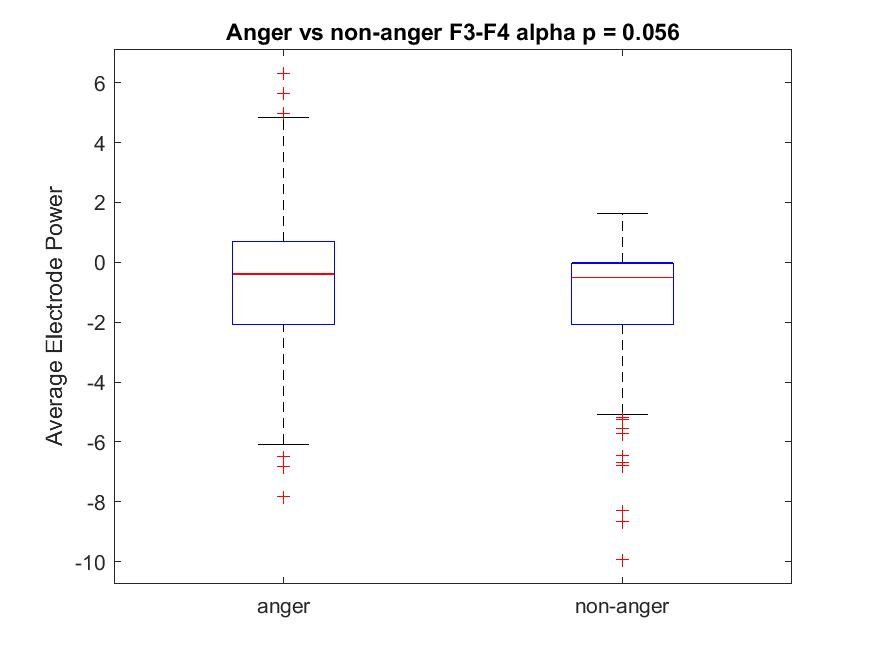 Anger vs non-anger F3-F4 alpha p = 0.056
Average Electrode Power
6
4
2
0
-2
-4
-6
-8
-10
anger
non-anger